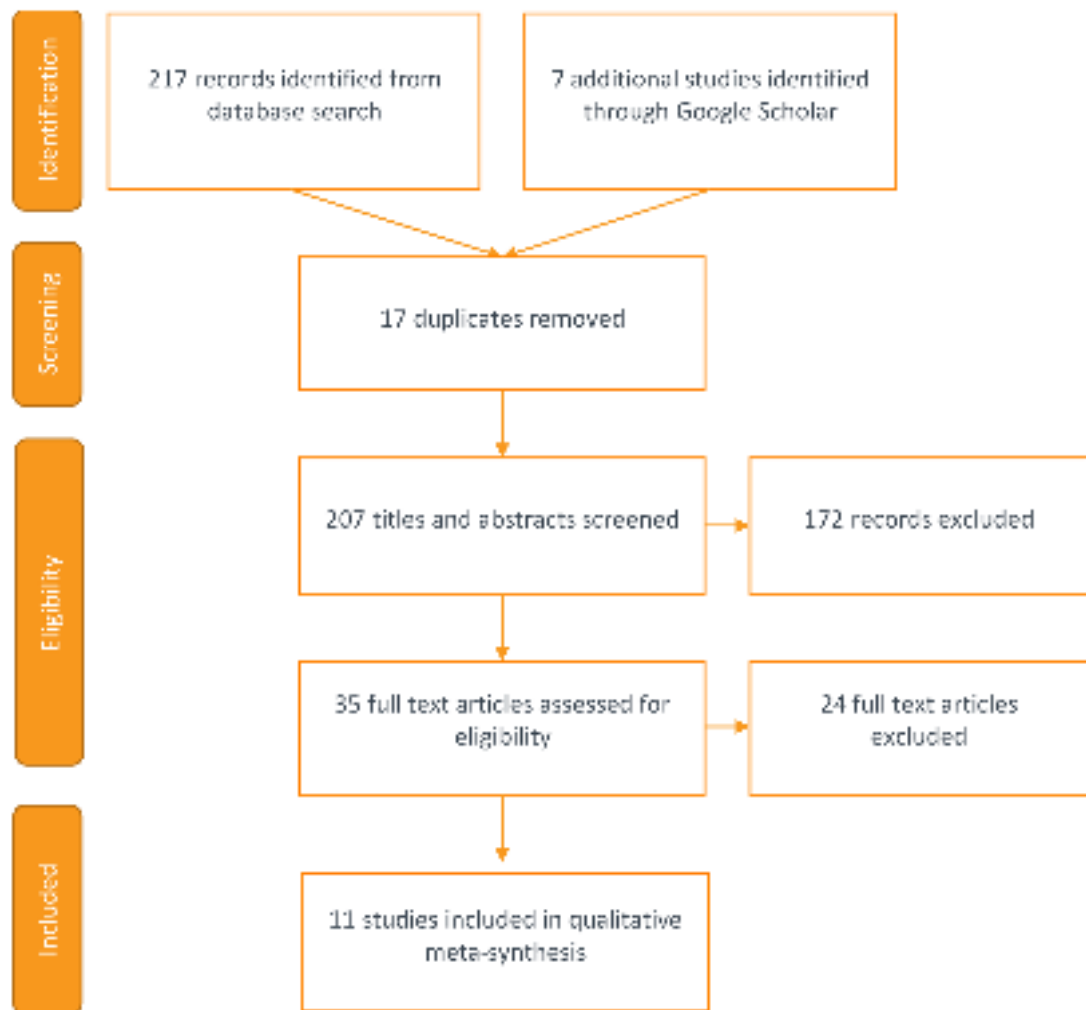 Identification
217 records identified from
database search
7 additional studies identified
through Google Scholar
Screening
17 duplicates removed
Eligibility
207 titles and abstracts screened
172 records excluded
35 full text articles assessed for
eligibility
24 full text articles
excluded
Included
11 studies included in qualitative
meta-synthesis